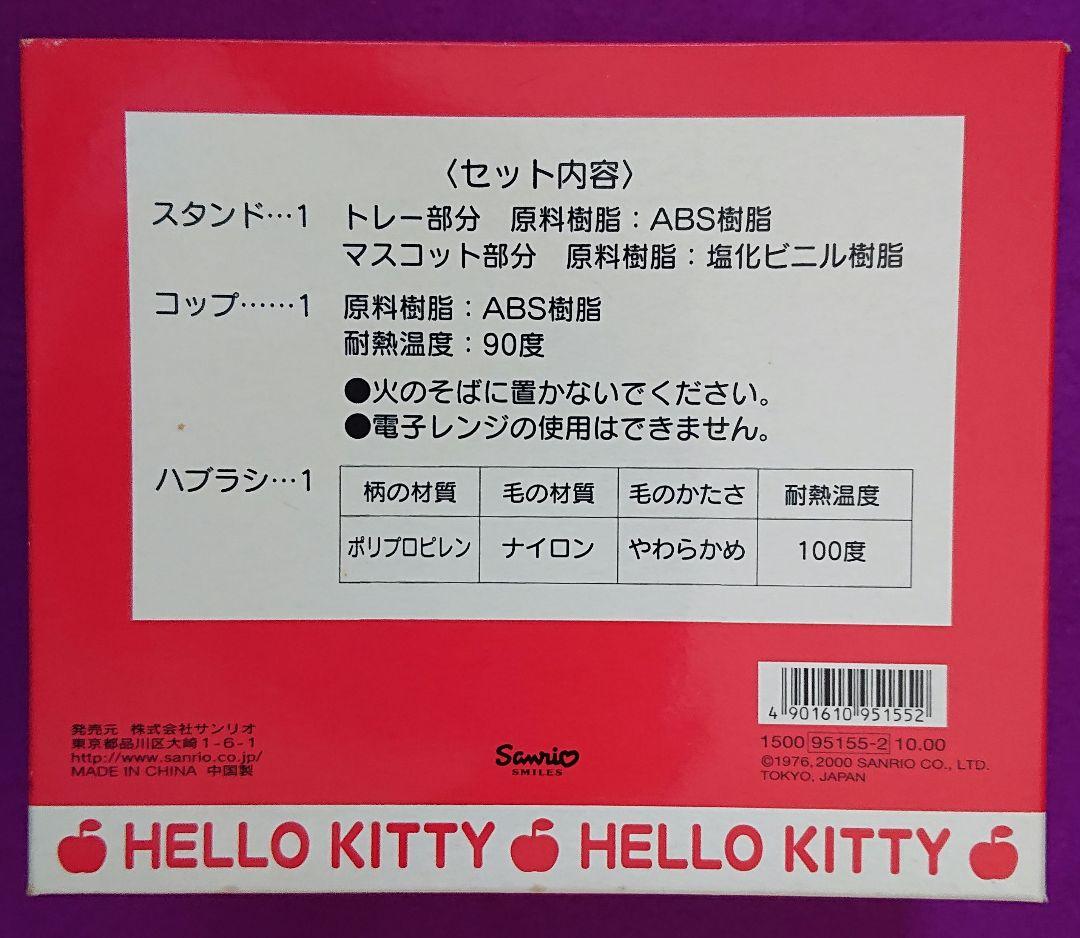 〈セット内容〉
スタンド…1 トレー部分 原料樹脂：ABS樹脂
マスコット部分 原料樹脂：塩化ビニル樹脂
コップ……1 原料樹脂：ABS樹脂
耐熱温度：90度
●火のそばに置かないでください。
●電子レンジの使用はできません。
ハブラシ…1
柄の材質 毛の材質 毛のかたさ 耐熱温度
ポリプロピレン ナイロン やわらかめ 100度
4 901610 951552
1500 95155-2 10.00
©1976, 2000 SANRIO CO., LTD.
TOKYO, JAPAN
発売元 株式会社サンリオ
東京都品川区大崎1-6-1
http://www.sanrio.co.jp/
MADE IN CHINA 中国製
Sanrio
SMILES
HELLO KITTY HELLO KITTY